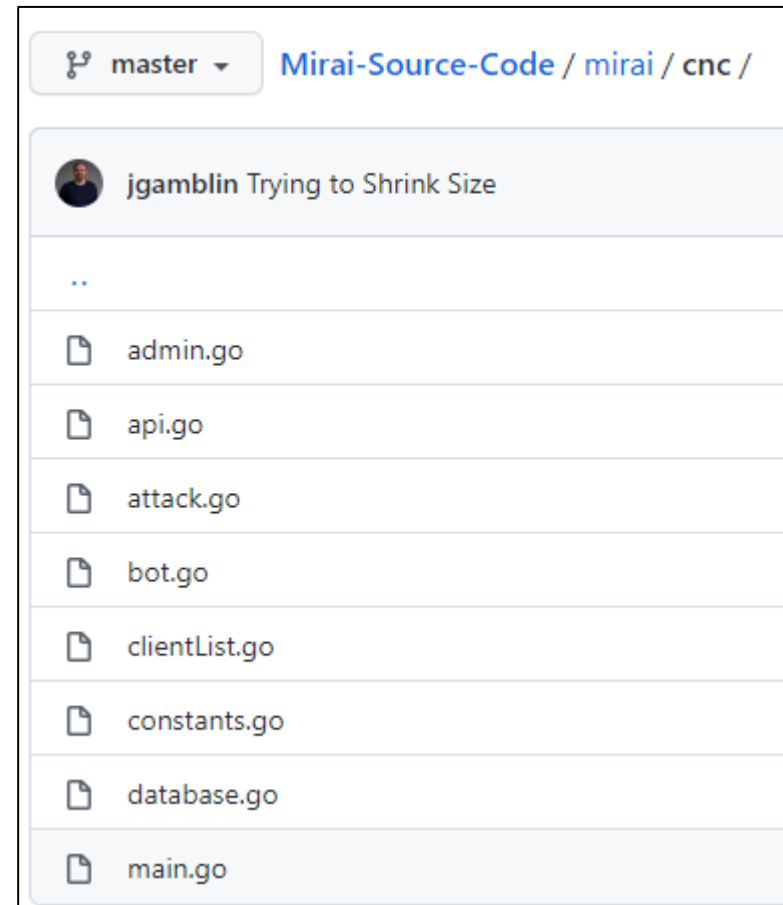 master Mirai-Source-Code / mirai / cnc /
jgamblin Trying to Shrink Size
..
admin.go
api.go
attack.go
bot.go
clientList.go
constants.go
database.go
main.go